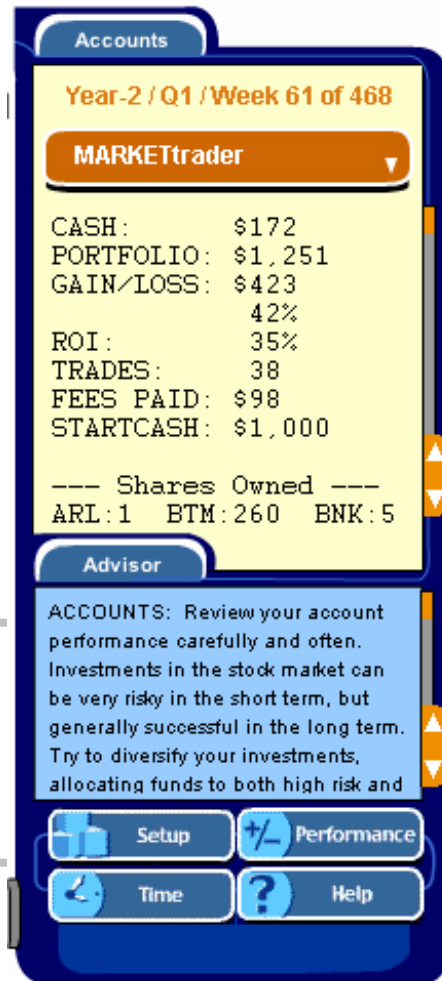 Accounts
Year-2 / Q1 / Week 61 of 468
MARKETtrader
CASH: $172
PORTFOLIO: $1,251
GAIN/LOSS: $423
42%
ROI: 35%
TRADES: 38
FEES PAID: $98
STARTCASH: $1,000
--- Shares Owned ---
ARL:1 BTM:260 BNK:5
Advisor
ACCOUNTS: Review your account
performance carefully and often.
Investments in the stock market can
be very risky in the short term, but
generally successful in the long term.
Try to diversify your investments,
allocating funds to both high risk and
Setup
+/- Performance
Time
? Help